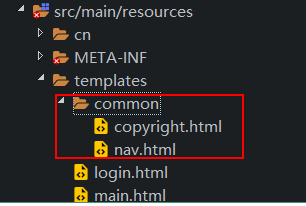 src/main/resources
cn
META-INF
templates
common
copyright.html
nav.html
login.html
main.html